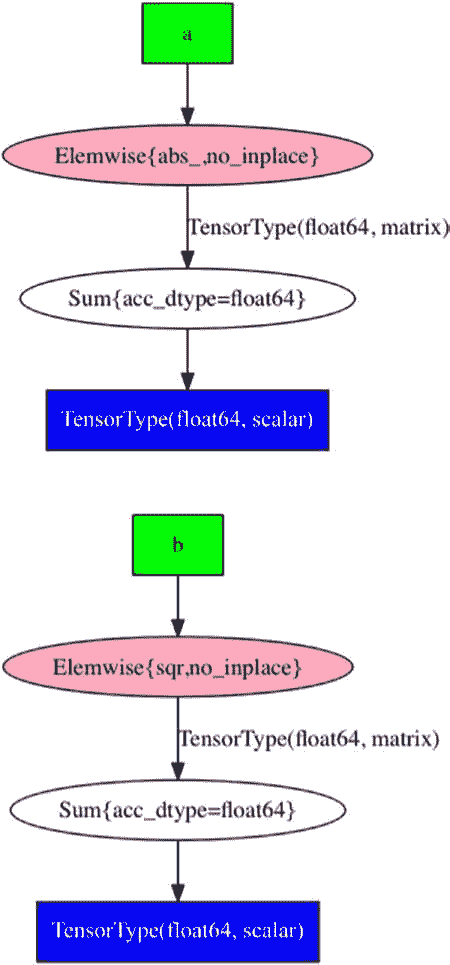 a
Elemwise{abs_,no_inplace}
TensorType(float64, matrix)
Sum{acc_dtype=float64}
TensorType(float64, scalar)
b
Elemwise{sqr,no_inplace}
TensorType(float64, matrix)
Sum{acc_dtype=float64}
TensorType(float64, scalar)